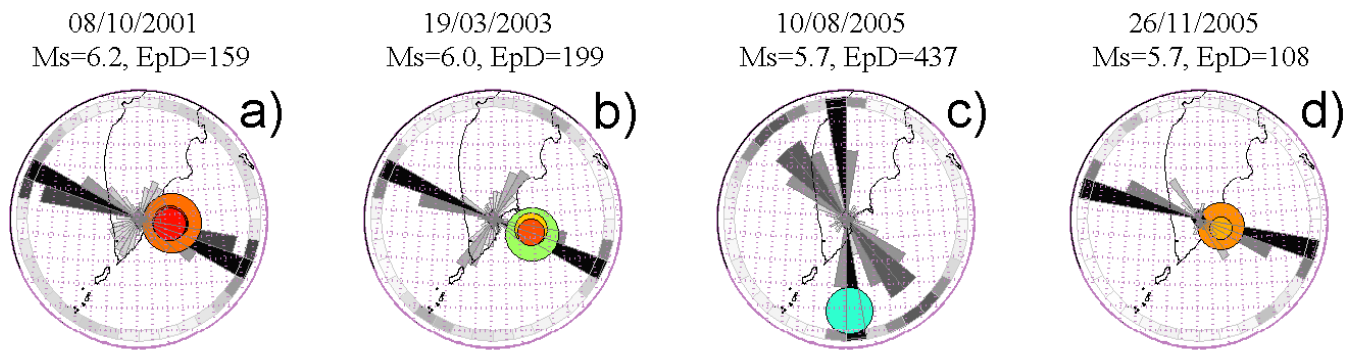 08/10/2001
Ms=6.2, EpD=159
a)
19/03/2003
Ms=6.0, EpD=199
b)
10/08/2005
Ms=5.7, EpD=437
c)
26/11/2005
Ms=5.7, EpD=108
d)